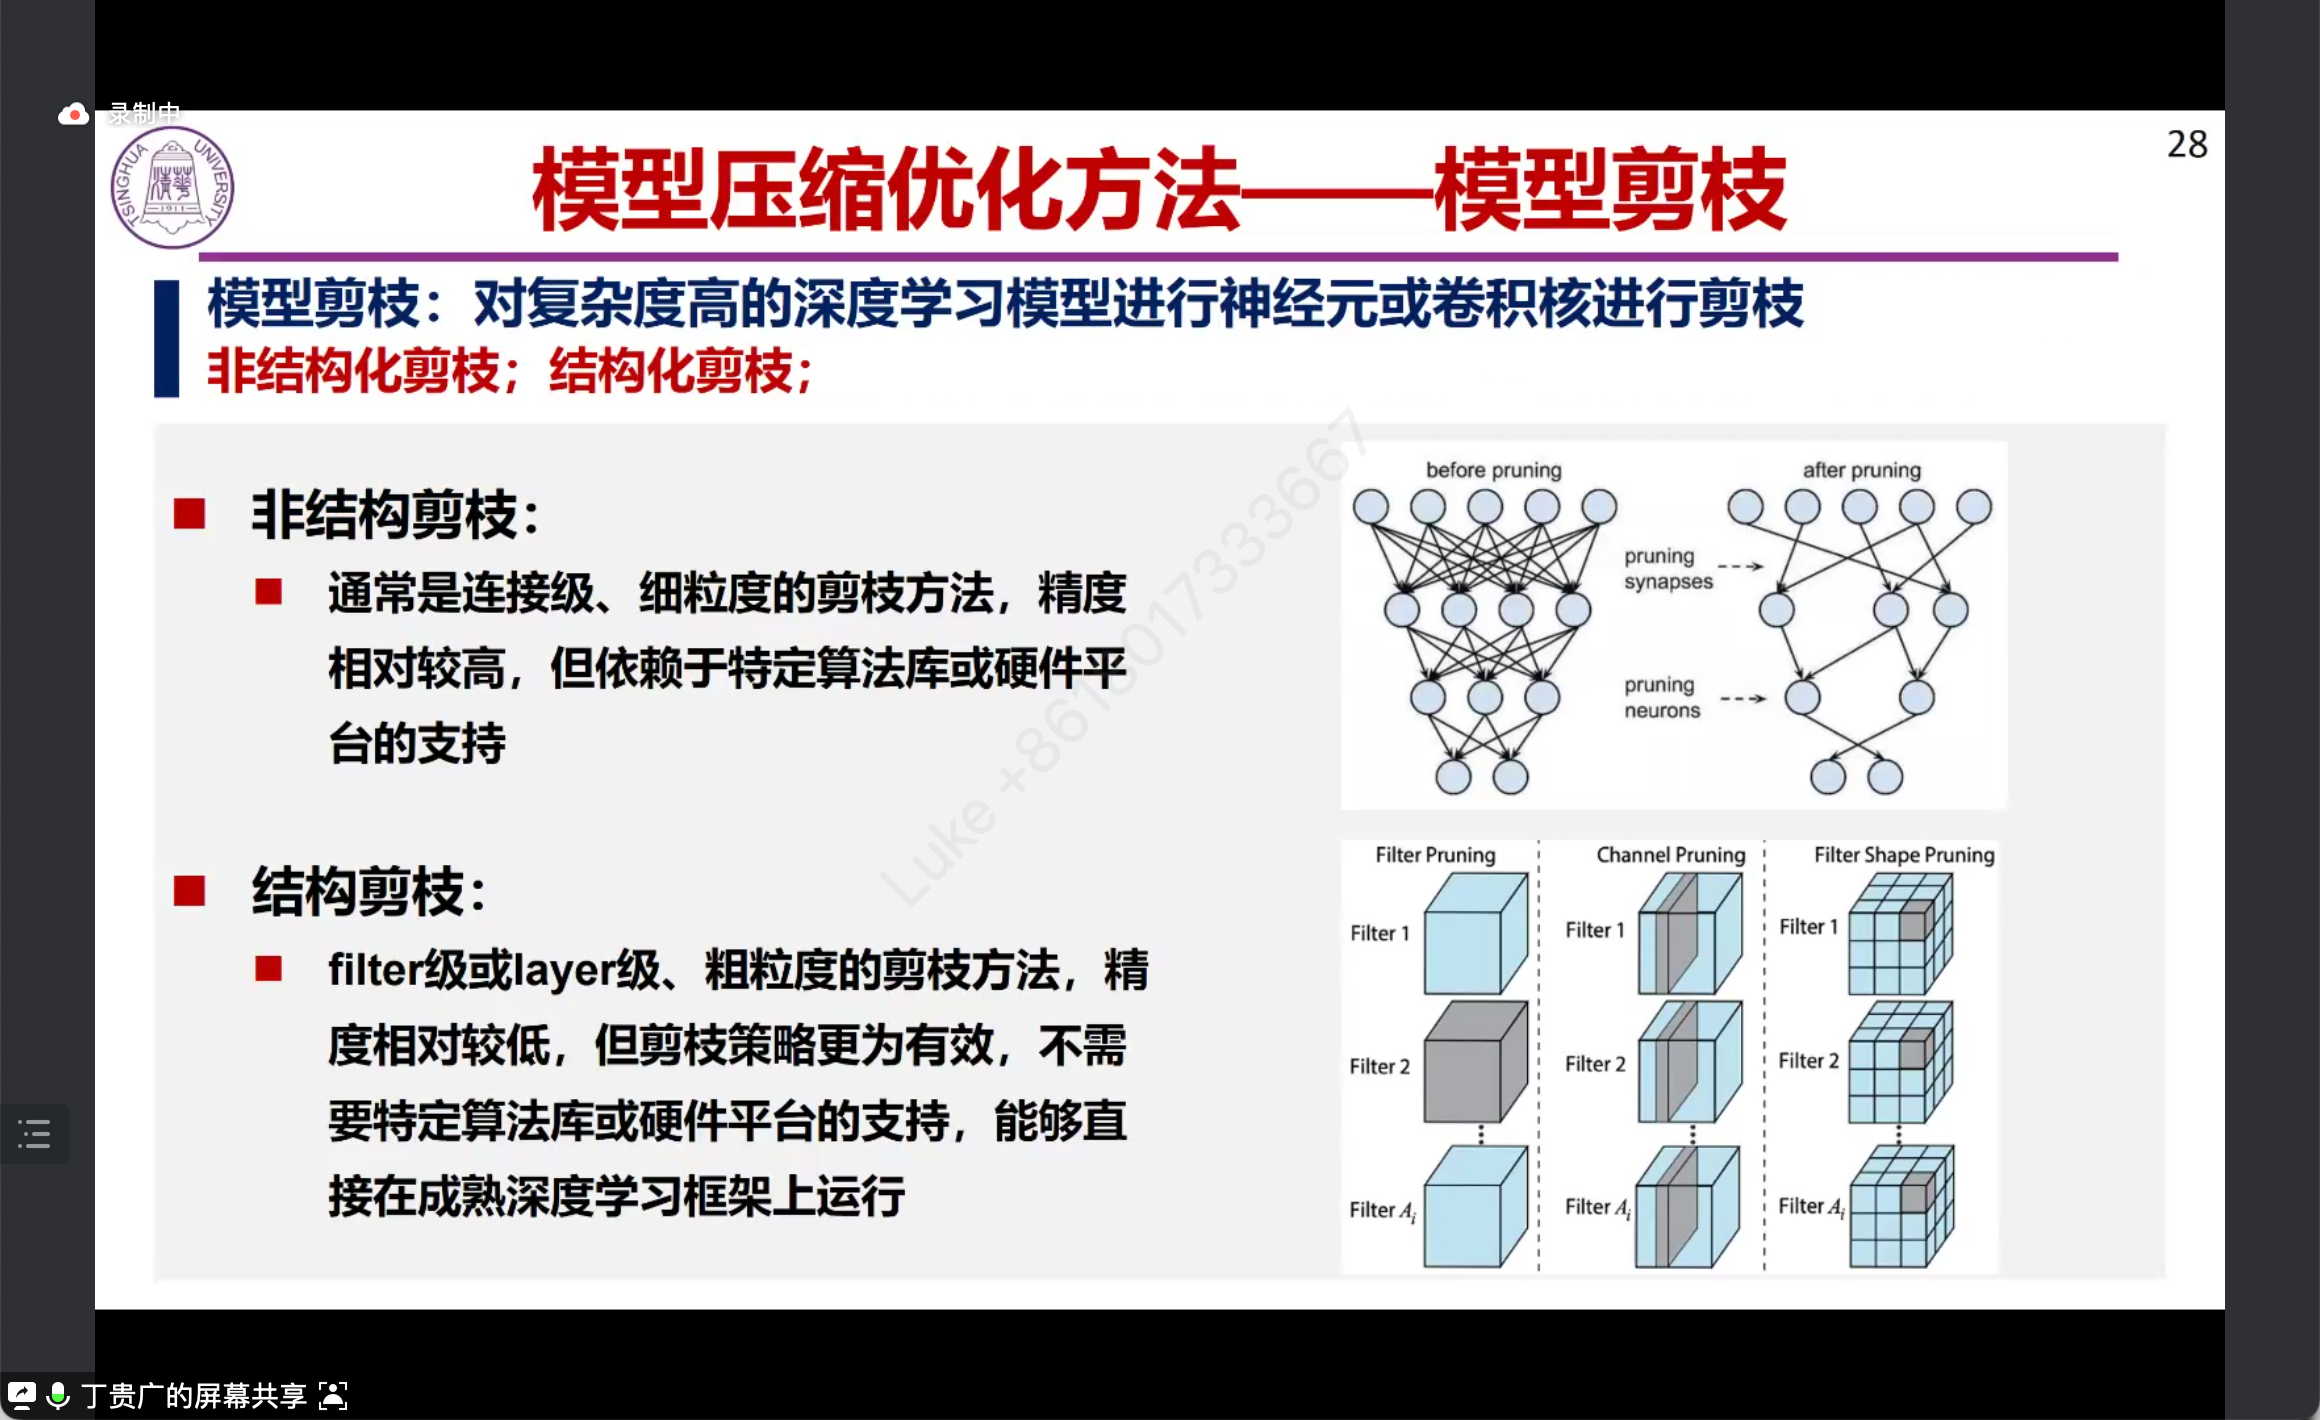 录制中
TSINGHUA UNIVERSITY
1911
28
模型压缩优化方法——模型剪枝
模型剪枝：对复杂度高的深度学习模型进行神经元或卷积核进行剪枝
非结构化剪枝；结构化剪枝；
非结构剪枝：
通常是连接级、细粒度的剪枝方法，精度
相对较高，但依赖于特定算法库或硬件平
台的支持
结构剪枝：
filter级或layer级、粗粒度的剪枝方法，精
度相对较低，但剪枝策略更为有效，不需
要特定算法库或硬件平台的支持，能够直
接在成熟深度学习框架上运行
before pruning
after pruning
pruning
synapses
pruning
neurons
Filter Pruning
Channel Pruning
Filter Shape Pruning
Filter 1
Filter 1
Filter 1
Filter 2
Filter 2
Filter 2
Filter Ai
Filter Ai
Filter Ai
丁贵广的屏幕共享